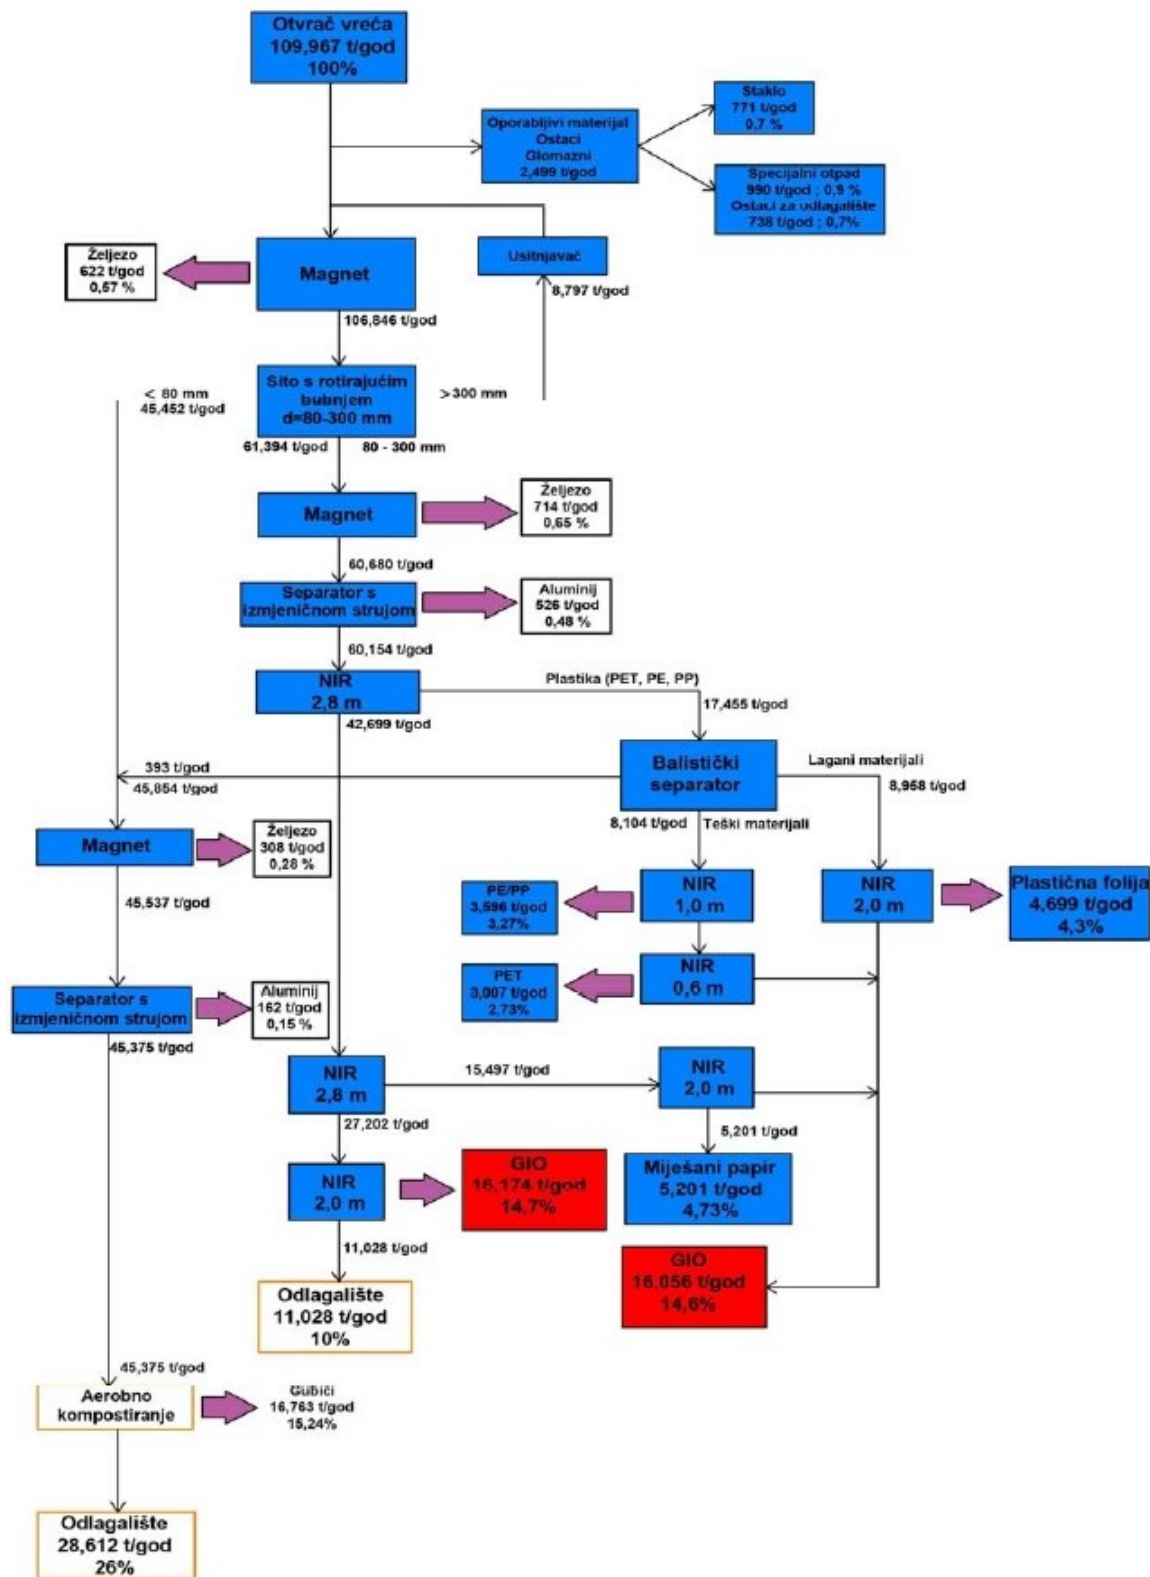 Otvrač vreća
109,967 t/god
100%
Oporabljivi materijal
Ostaci
Glomazni
2,499 t/god
Staklo
771 t/god
0,7 %
Specijalni otpad
990 t/god ; 0,9 %
Ostaci za odlagalište
738 t/god ; 0,7%
Usitnjavač
8,797 t/god
Željezo
622 t/god
0,57 %
Magnet
106,846 t/god
Sito s rotirajućim
bubnjem
d=80-300 mm
< 80 mm
45,452 t/god
>300 mm
61,394 t/god
80 - 300 mm
Magnet
Željezo
714 t/god
0,65 %
60,680 t/god
Separator s
izmjeničnom strujom
Aluminij
526 t/god
0,48 %
60,154 t/god
NIR
2,8 m
Plastika (PET, PE, PP)
17,455 t/god
42,699 t/god
Balistički
separator
Lagani materijali
8,958 t/god
393 t/god
45,854 t/god
8,104 t/god
Teški materijali
Magnet
Željezo
308 t/god
0,28 %
45,537 t/god
PE/PP
3,596 t/god
3,27%
NIR
1,0 m
NIR
2,0 m
Plastična folija
4,699 t/god
4,3%
PET
3,007 t/god
2,73%
NIR
0,6 m
Separator s
izmjeničnom strujom
Aluminij
162 t/god
0,15 %
45,375 t/god
NIR
2,8 m
15,497 t/god
NIR
2,0 m
27,202 t/god
5,201 t/god
NIR
2,0 m
GIO
16,174 t/god
14,7%
Miješani papir
5,201 t/god
4,73%
11,028 t/god
GIO
16,056 t/god
14,6%
Odlagalište
11,028 t/god
10%
45,375 t/god
Aerobno
kompostiranje
Gubici
16,763 t/god
15,24%
Odlagalište
28,612 t/god
26%